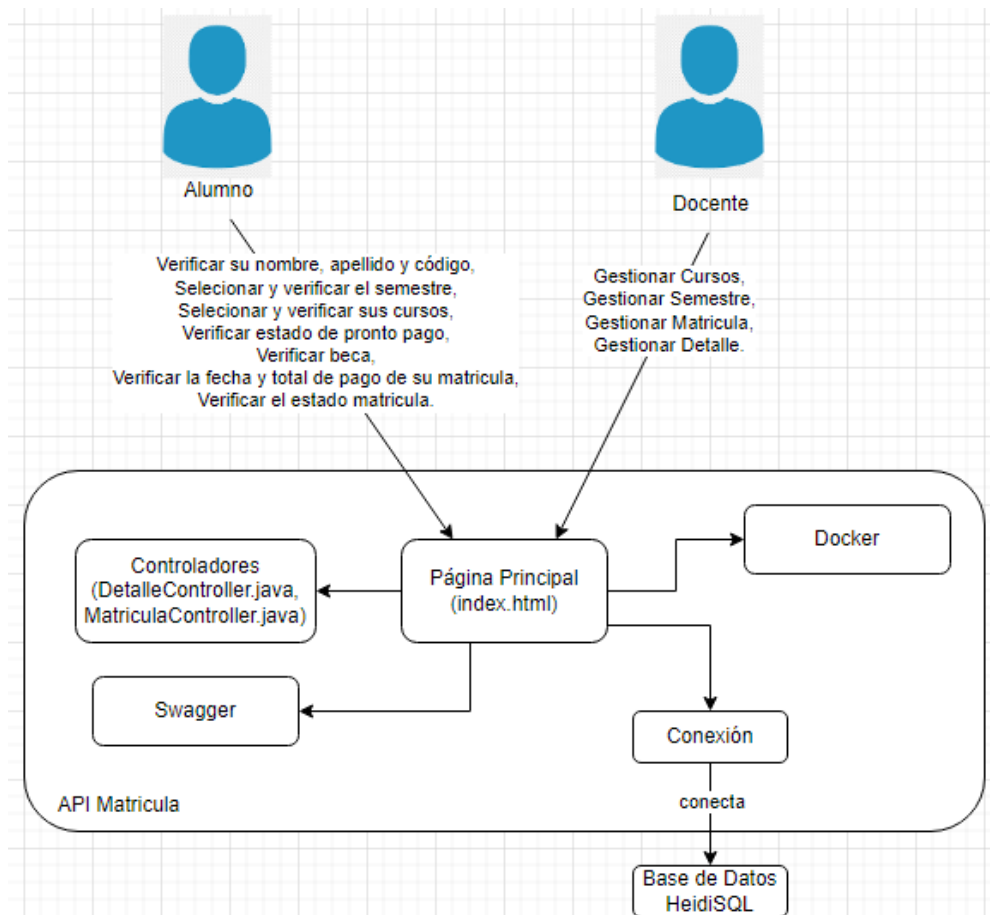 Alumno
Docente
Verificar su nombre, apellido y código,
Selecionar y verificar el semestre,
Selecionar y verificar sus cursos,
Verificar estado de pronto pago,
Verificar beca,
Verificar la fecha y total de pago de su matricula,
Verificar el estado matricula.
Gestionar Cursos,
Gestionar Semestre,
Gestionar Matricula,
Gestionar Detalle.
Controladores
(DetalleController.java,
MatriculaController.java)
Página Principal
(index.html)
Docker
Swagger
Conexión
API Matricula
conecta
Base de Datos
HeidiSQL